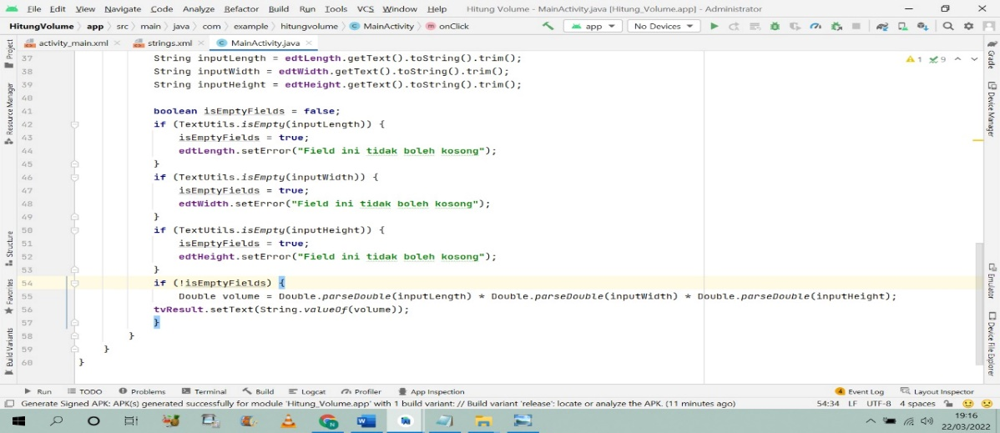 File Edit View Navigate Code Analyze Refactor Build Run Tools VCS Window Help Hitung Volume - MainActivity.java [Hitung_Volume.app] - Administrator
HitungVolume app src main java com example hitungvolume MainActivity onClick app No Devices
activity_main.xml strings.xml MainActivity.java
Project
Resource Manager
Structure
Favorites
Build Variants
37 String inputLength = edtLength.getText().toString().trim();
38 String inputWidth = edtWidth.getText().toString().trim();
39 String inputHeight = edtHeight.getText().toString().trim();
40
41 boolean isEmptyFields = false;
42 if (TextUtils.isEmpty(inputLength)) {
43 isEmptyFields = true;
44 edtLength.setError("Field ini tidak boleh kosong");
45 }
46 if (TextUtils.isEmpty(inputWidth)) {
47 isEmptyFields = true;
48 edtWidth.setError("Field ini tidak boleh kosong");
49 }
50 if (TextUtils.isEmpty(inputHeight)) {
51 isEmptyFields = true;
52 edtHeight.setError("Field ini tidak boleh kosong");
53 }
54 if (!isEmptyFields) {
55 Double volume = Double.parseDouble(inputLength) * Double.parseDouble(inputWidth) * Double.parseDouble(inputHeight);
56 tvResult.setText(String.valueOf(volume));
57 }
58 }
59 }
60 }
1 9
Gradle
Device Manager
Emulator
Device File Explorer
Run TODO Problems Terminal Build Logcat Profiler App Inspection 4 Event Log Layout Inspector
Generate Signed APK: APK(s) generated successfully for module 'Hitung_Volume.app' with 1 build variant: // Build variant 'release': locate or analyze the APK. (11 minutes ago) 54:34 LF UTF-8 4 spaces
19:16
22/03/2022